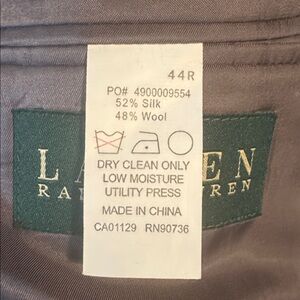 44R
PO# 4900009554
52% Silk
48% Wool
DRY CLEAN ONLY
LOW MOISTURE
UTILITY PRESS
MADE IN CHINA
CA01129 RN90736